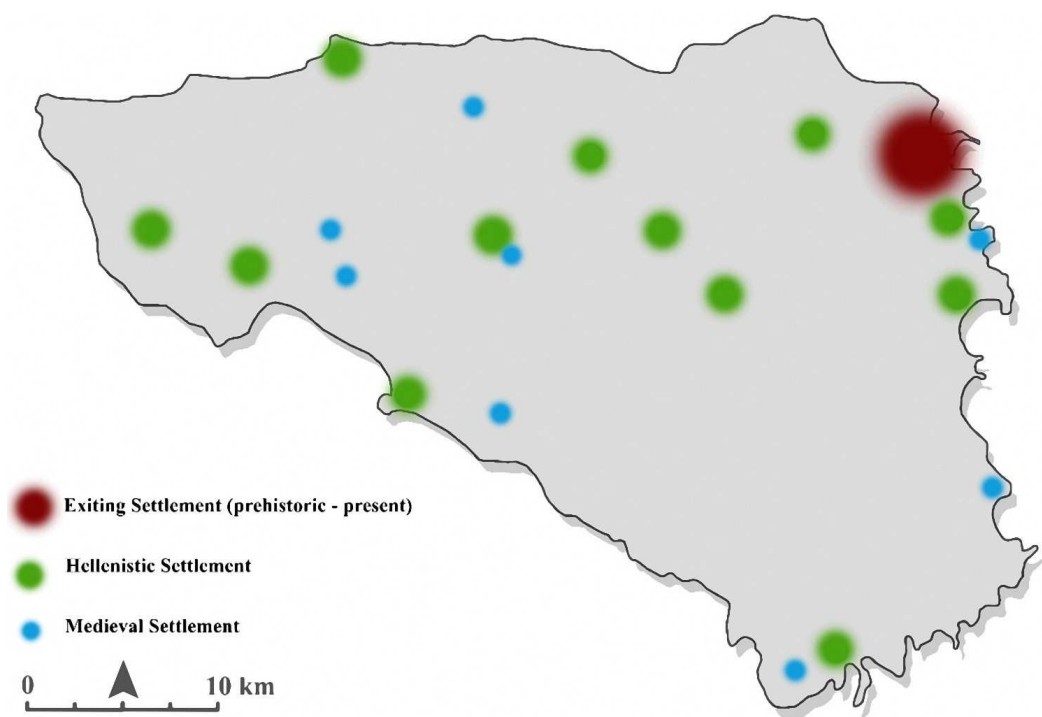 Exiting Settlement (prehistoric - present)
Hellenistic Settlement
Medieval Settlement
0 10 km